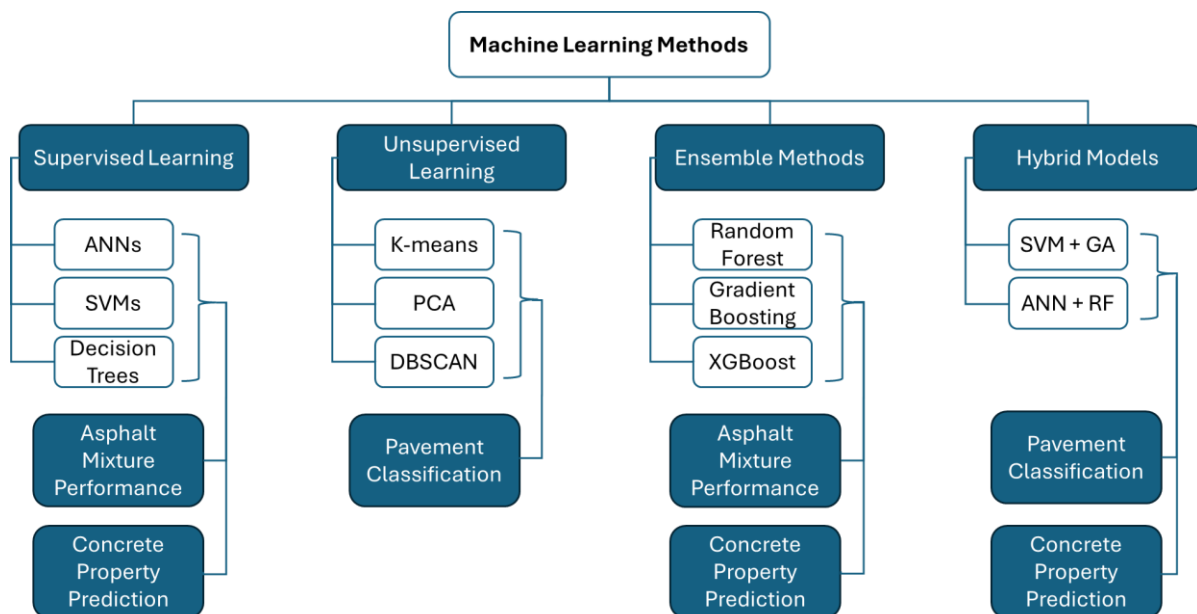 Machine Learning Methods
Supervised Learning
Unsupervised
Learning
Ensemble Methods
Hybrid Models
ANNs
SVMs
Decision
Trees
Asphalt
Mixture
Performance
Concrete
Property
Prediction
K-means
PCA
DBSCAN
Pavement
Classification
Random
Forest
Gradient
Boosting
XGBoost
Asphalt
Mixture
Performance
Concrete
Property
Prediction
SVM + GA
ANN + RF
Pavement
Classification
Concrete
Property
Prediction